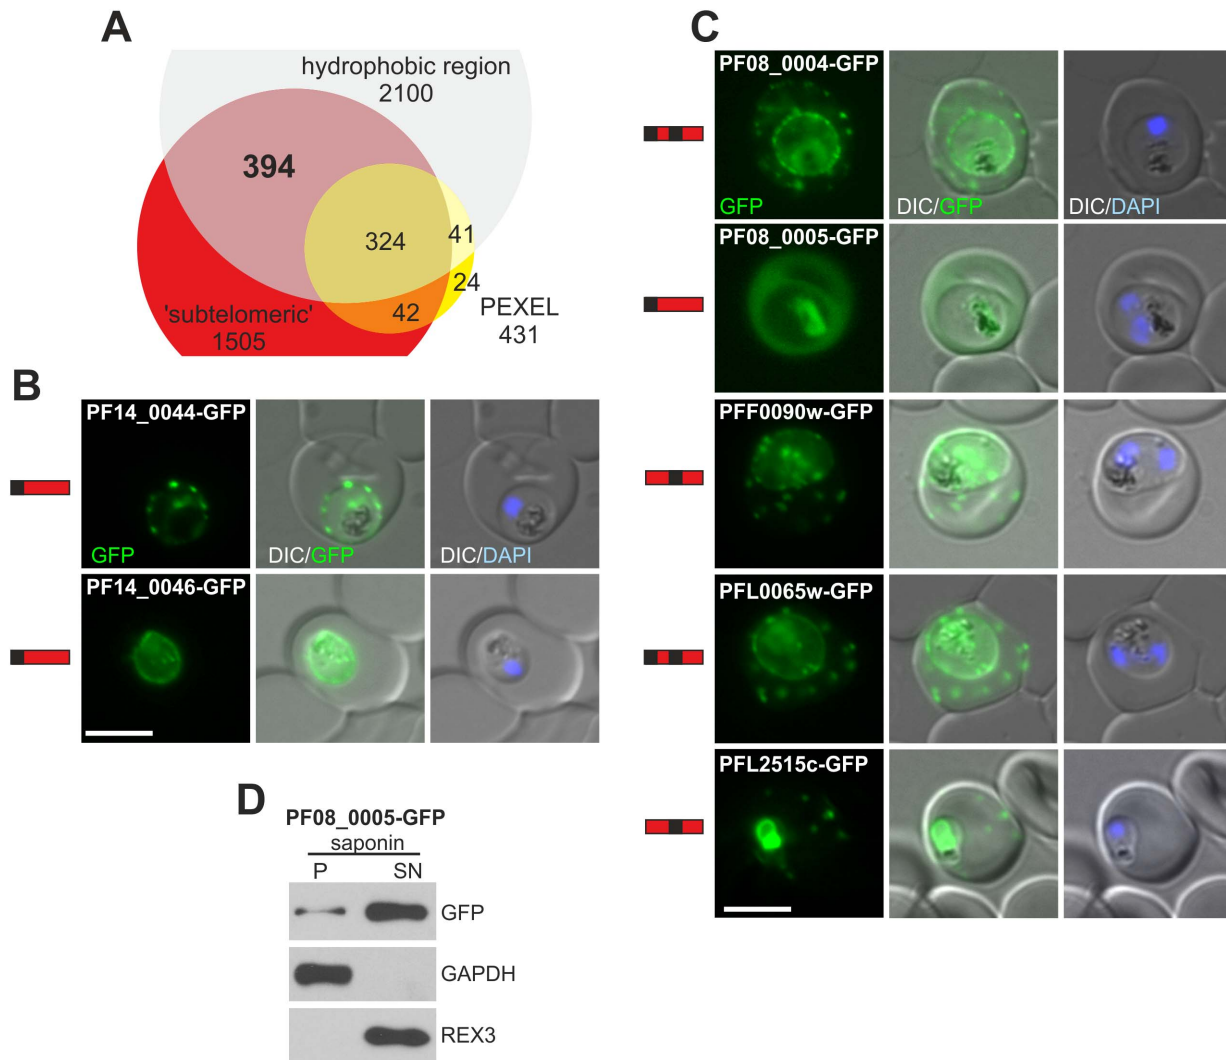 A
hydrophobic region
2100
394
324
41
24
42
'subtelomeric'
1505
PEXEL
431
B
PF14_0044-GFP
GFP
DIC/GFP
DIC/DAPI
PF14_0046-GFP
C
PF08_0004-GFP
GFP
DIC/GFP
DIC/DAPI
PF08_0005-GFP
PFF0090w-GFP
PFL0065w-GFP
PFL2515c-GFP
D
PF08_0005-GFP
saponin
P SN
GFP
GAPDH
REX3